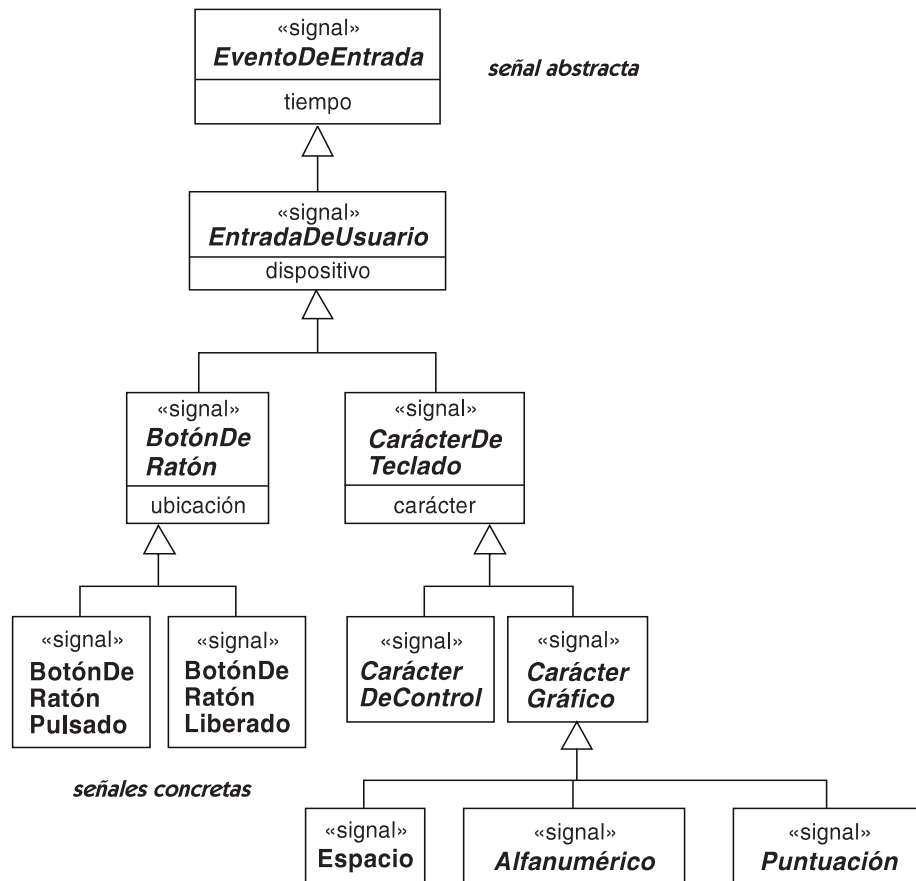 «signal»
EventoDeEntrada
señal abstracta
tiempo
«signal»
EntradaDeUsuario
dispositivo
«signal»
BotónDe
Ratón
ubicación
«signal»
CarácterDe
Teclado
carácter
«signal»
BotónDe
Ratón
Pulsado
«signal»
BotónDe
Ratón
Liberado
«signal»
Carácter
DeControl
«signal»
Carácter
Gráfico
señales concretas
«signal»
Espacio
«signal»
Alfanumérico
«signal»
Puntuación